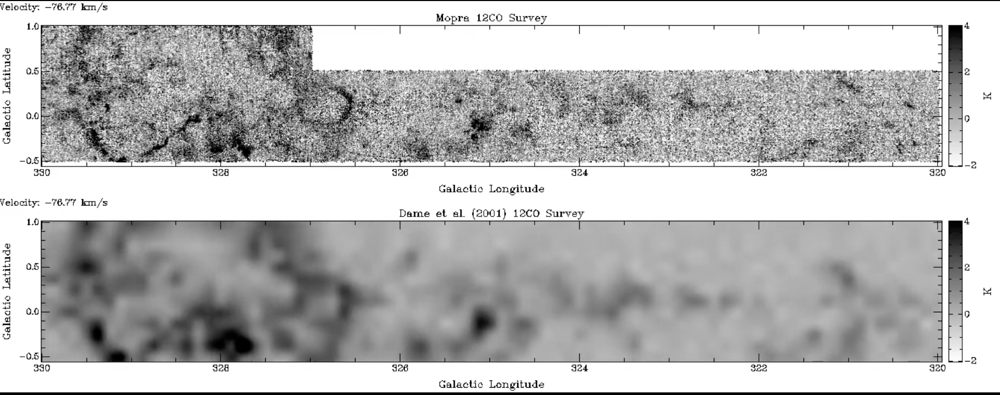 Velocity: −76.77 km/s
Mopra 12CO Survey
1.0
0.5
0.0
−0.5
Galactic Latitude
330
328
326
324
322
320
Galactic Longitude
4
2
0
−2
K
Velocity: −76.77 km/s
Dame et al. (2001) 12CO Survey
1.0
0.5
0.0
−0.5
Galactic Latitude
330
328
326
324
322
320
Galactic Longitude
4
2
0
−2
K